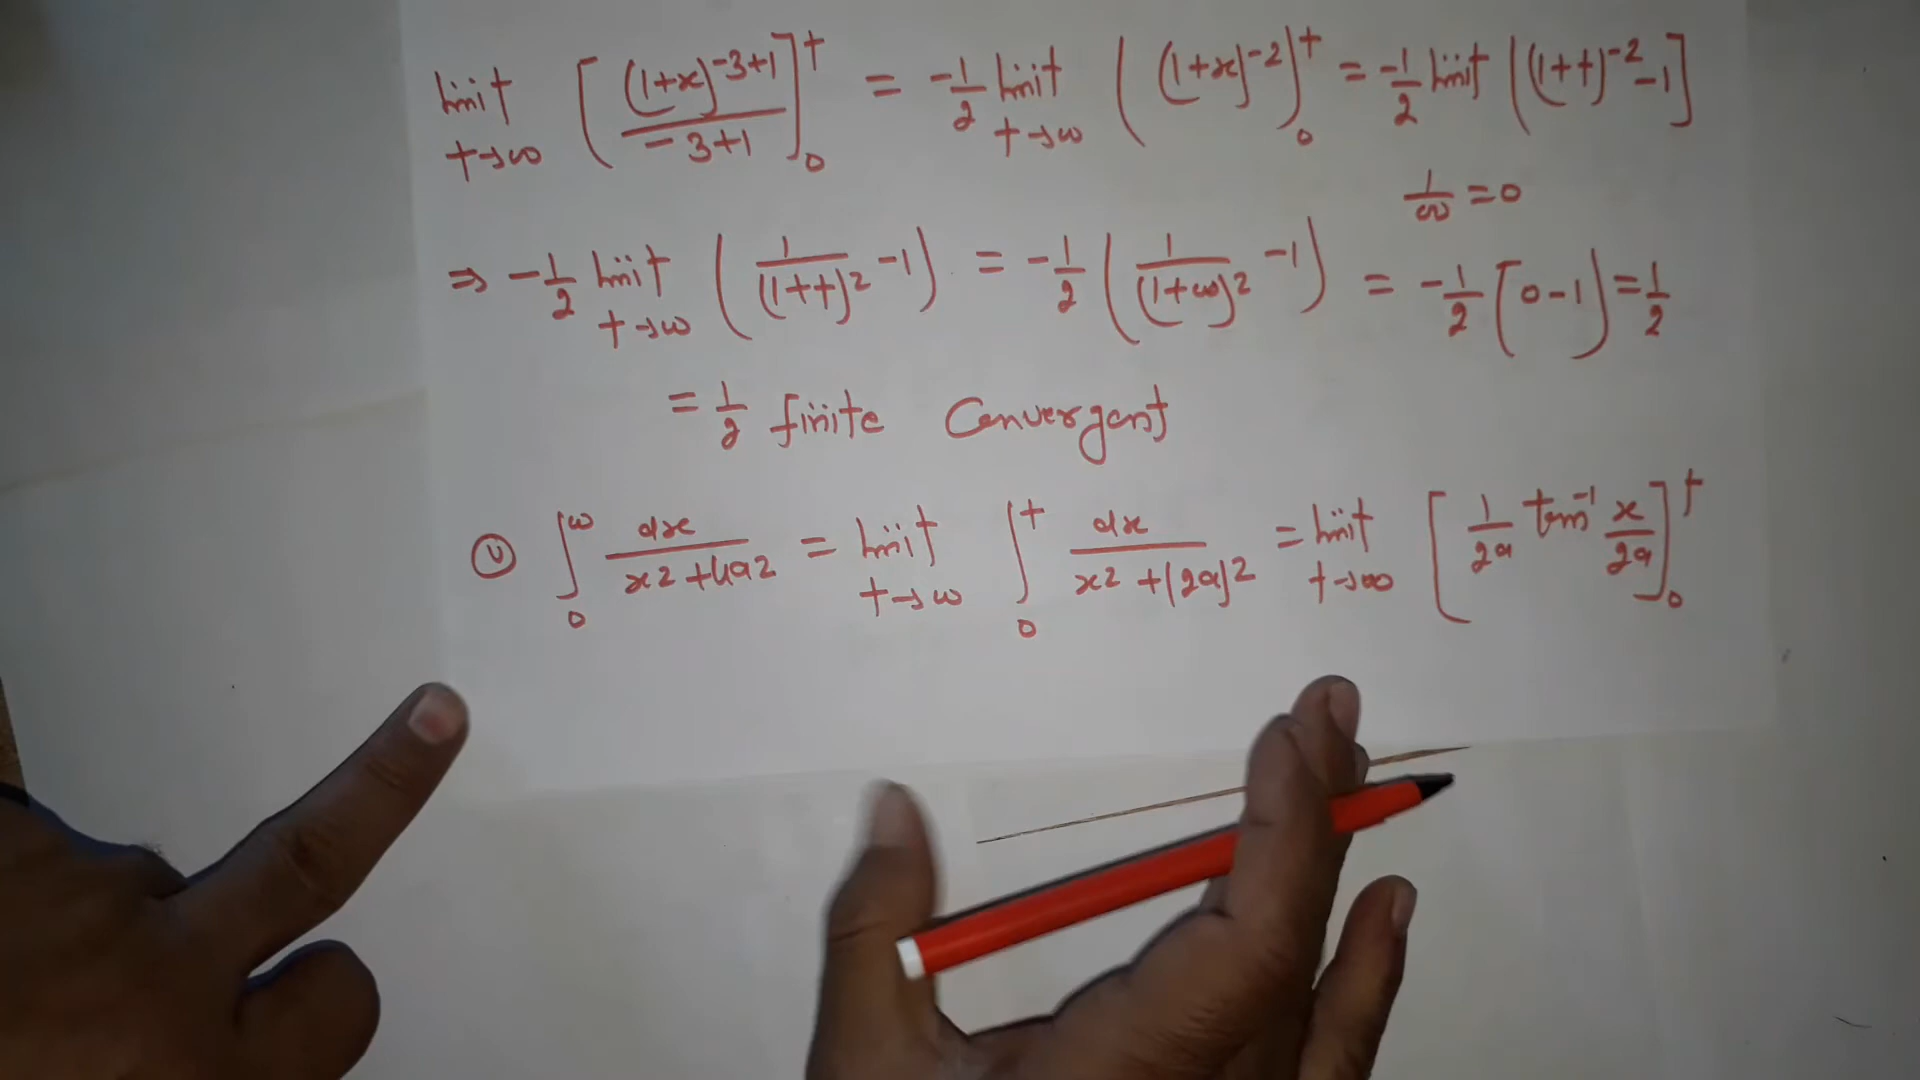 limit t→∞ [(1+x)^-3+1 / -3+1]_0^t = -1/2 limit t→∞ ((1+x)^-2)_0^t = -1/2 limit ((1+t)^-2 -1]
1/∞ = 0
⇒ -1/2 limit t→∞ (1/(1+t)^2 -1) = -1/2 (1/(1+∞)^2 -1) = -1/2 (0-1) = 1/2
= 1/2 finite Convergent
Ⓥ ∫_0^∞ dx / x2+4a2 = limit t→∞ ∫_0^t dx / x2+(2a)2 = limit t→∞ [1/2a tan^-1 x/2a]_0^t